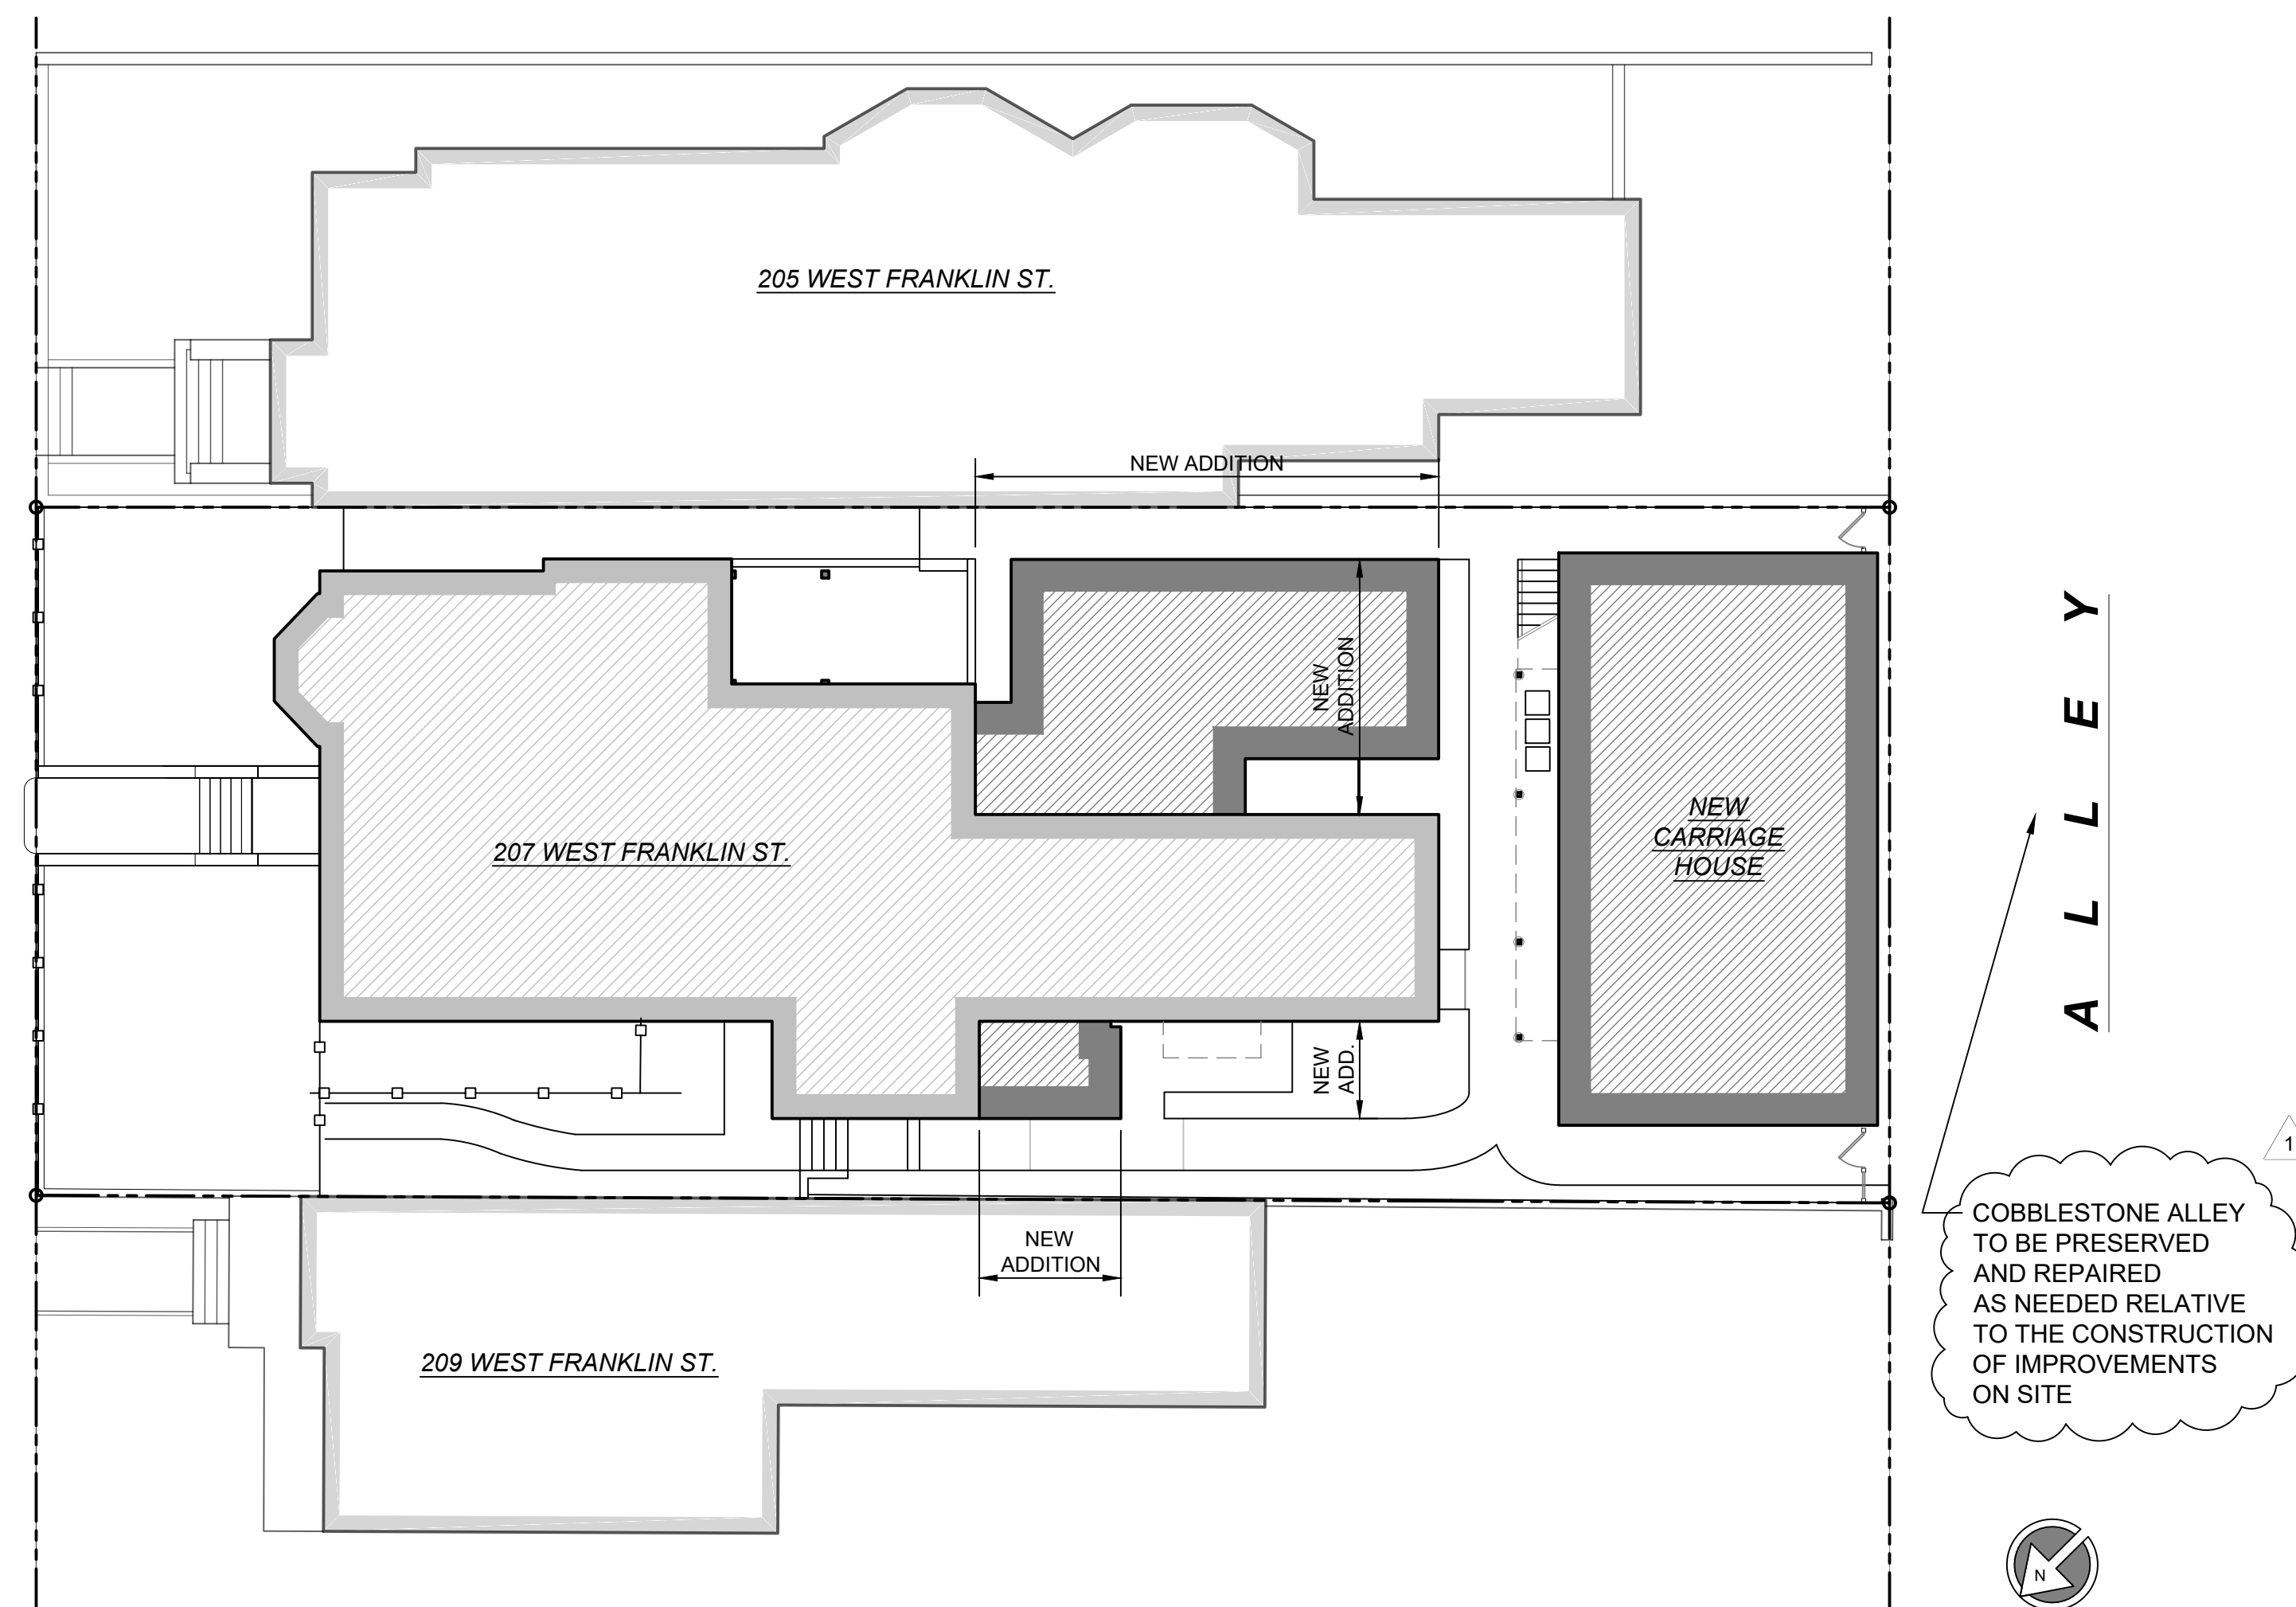 205 WEST FRANKLIN ST.
NEW ADDITION
NEW
ADDITION
207 WEST FRANKLIN ST.
NEW
CARRIAGE
HOUSE
ALLEY
NEW
ADD.
1
COBBLESTONE ALLEY
TO BE PRESERVED
AND REPAIRED
AS NEEDED RELATIVE
TO THE CONSTRUCTION
OF IMPROVEMENTS
ON SITE
NEW
ADDITION
209 WEST FRANKLIN ST.
N